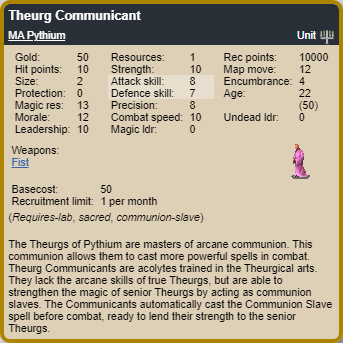 Theurg Communicant
MA Pythium Unit
Gold: 50 Resources: 1 Rec points: 10000
Hit points: 10 Strength: 10 Map move: 12
Size: 2 Attack skill: 8 Encumbrance: 4
Protection: 0 Defence skill: 7 Age: 22
Magic res: 13 Precision: 8 (50)
Morale: 12 Combat speed: 10 Undead ldr: 0
Leadership: 10 Magic ldr: 0
Weapons:
Fist
Basecost: 50
Recruitment limit: 1 per month
(Requires-lab, sacred, communion-slave)
The Theurgs of Pythium are masters of arcane communion. This
communion allows them to cast more powerful spells in combat.
Theurg Communicants are acolytes trained in the Theurgical arts.
They lack the arcane skills of true Theurgs, but are able to
strengthen the magic of senior Theurgs by acting as communion
slaves. The Communicants automatically cast the Communion Slave
spell before combat, ready to lend their strength to the senior
Theurgs.